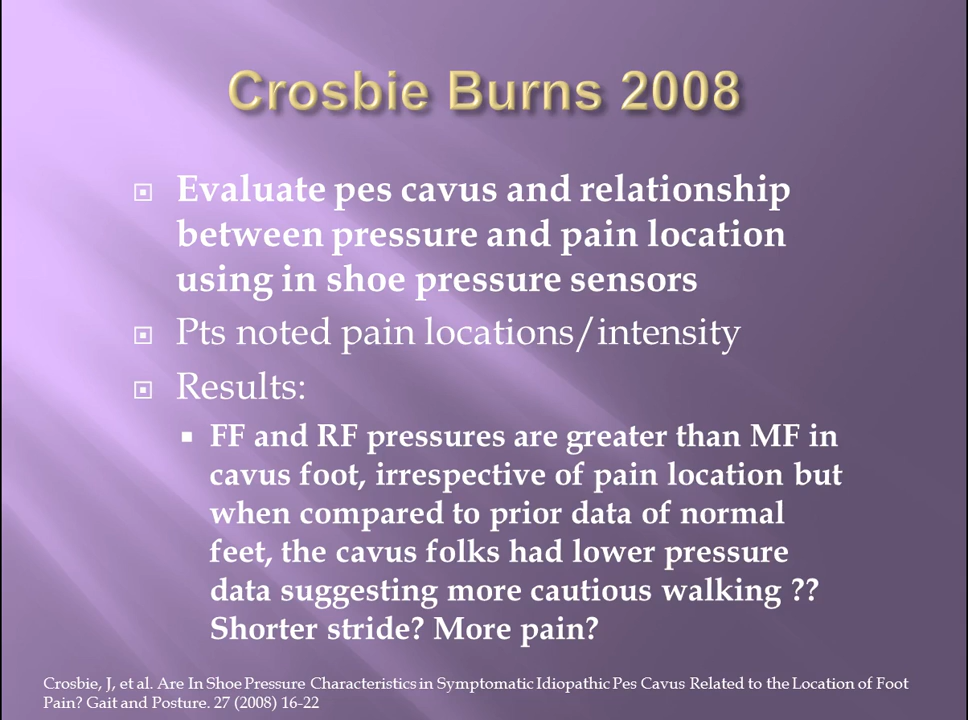 Crosbie Burns 2008
Evaluate pes cavus and relationship
between pressure and pain location
using in shoe pressure sensors
Pts noted pain locations/intensity
Results:
FF and RF pressures are greater than MF in
cavus foot, irrespective of pain location but
when compared to prior data of normal
feet, the cavus folks had lower pressure
data suggesting more cautious walking ??
Shorter stride? More pain?
Crosbie, J, et al. Are In Shoe Pressure Characteristics in Symptomatic Idiopathic Pes Cavus Related to the Location of Foot
Pain? Gait and Posture. 27 (2008) 16-22